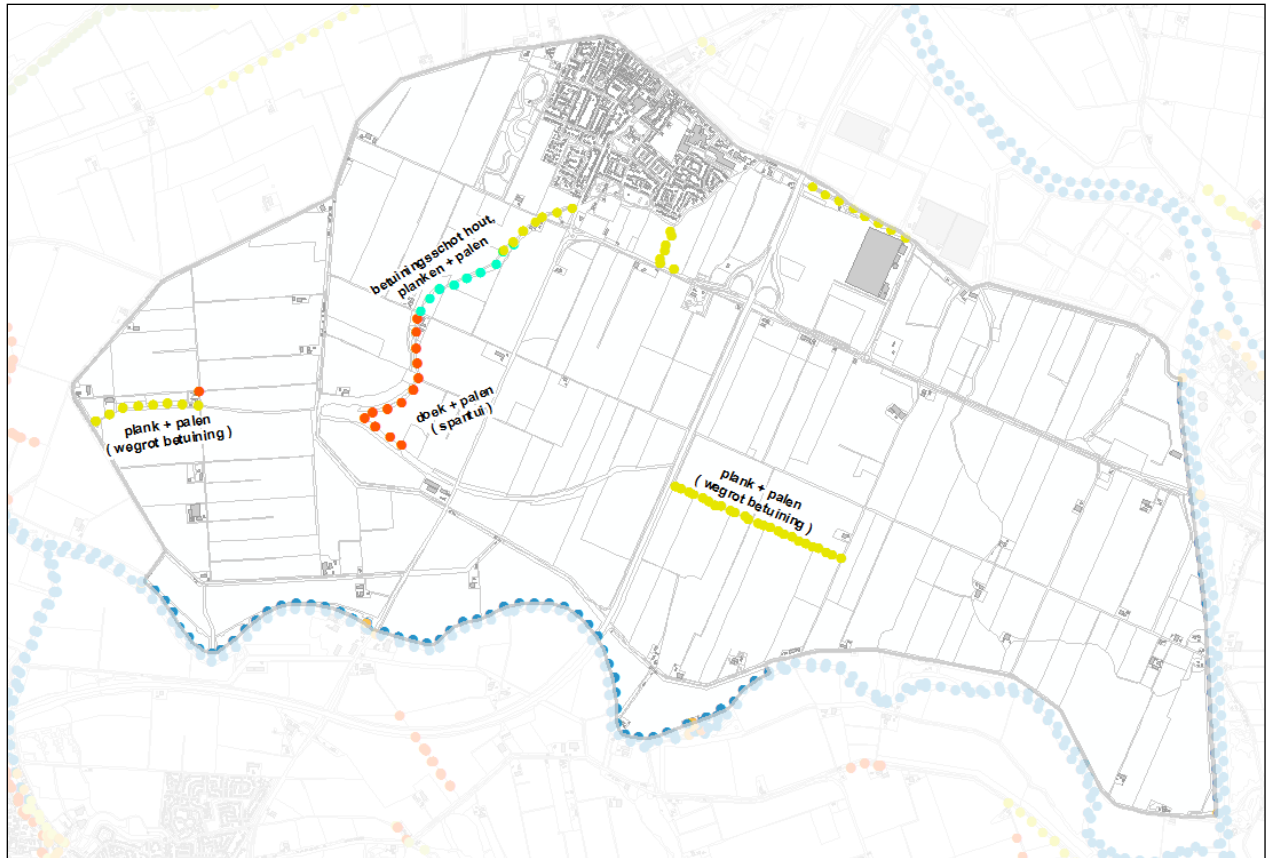 betuiningsschot hout,
planken + palen
doek + palen
( spantui )
plank + palen
( wegrot betuining )
plank + palen
( wegrot betuining )